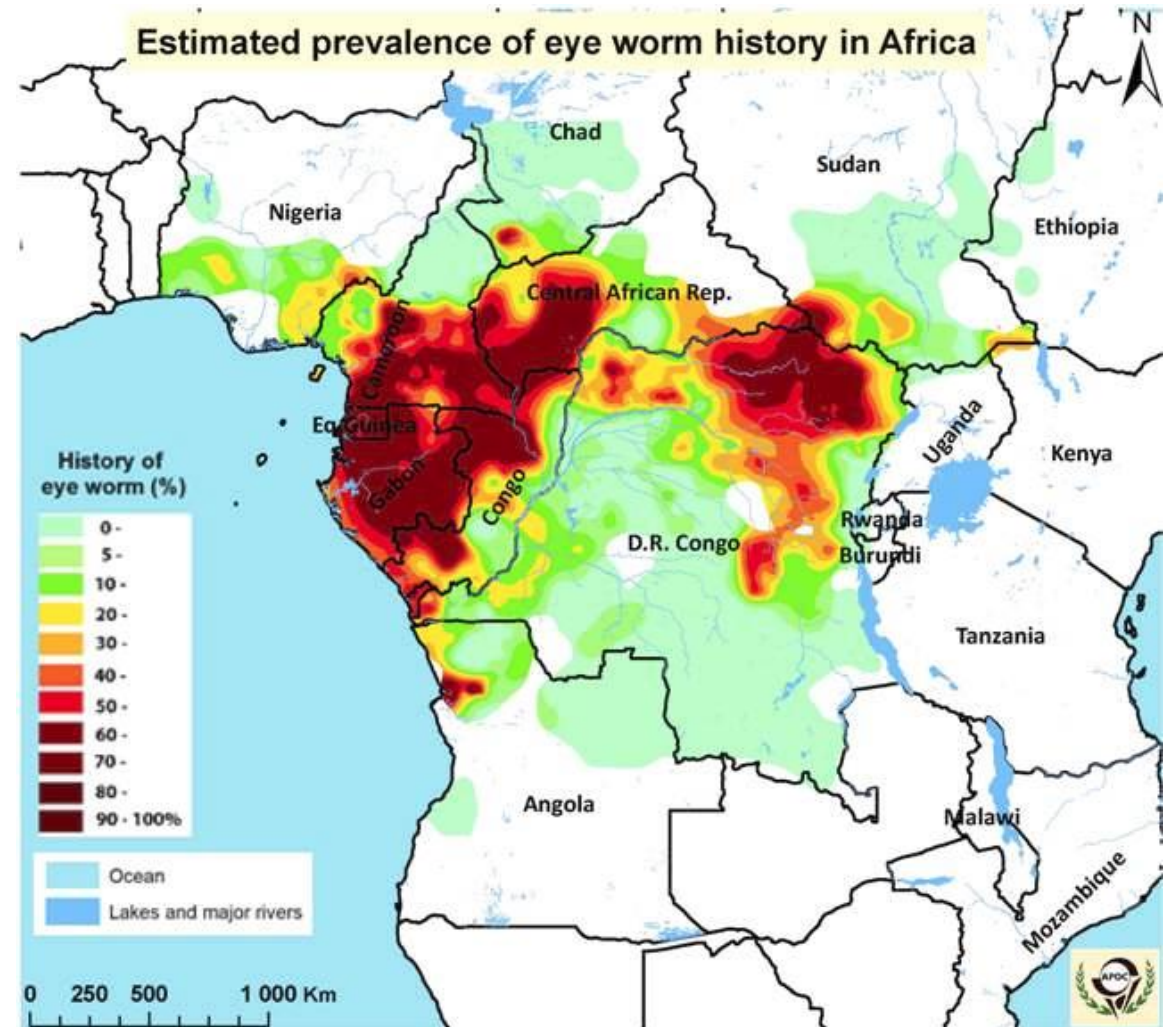 Estimated prevalence of eye worm history in Africa
N
Chad
Sudan
Nigeria
Ethiopia
Central African Rep.
Cameroon
Eq Guinea
Gabon
Congo
Uganda
Kenya
Rwanda
D.R. Congo
Burundi
Tanzania
Angola
Malawi
Mozambique
History of
eye worm (%)
0 -
5 -
10 -
20 -
30 -
40 -
50 -
60 -
70 -
80 -
90 - 100%
Ocean
Lakes and major rivers
0 250 500 1 000 Km
APOC